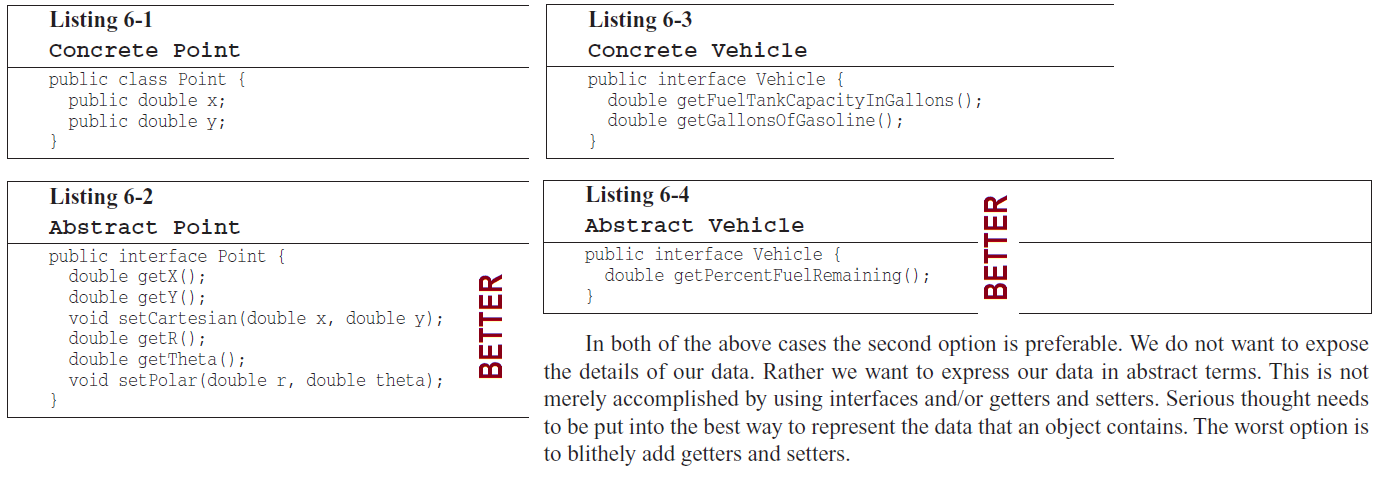 Listing 6-1
Concrete Point
public class Point {
  public double x;
  public double y;
}
Listing 6-2
Abstract Point
public interface Point {
  double getX();
  double getY();
  void setCartesian(double x, double y);
  double getR();
  double getTheta();
  void setPolar(double r, double theta);
}
BETTER
Listing 6-3
Concrete Vehicle
public interface Vehicle {
  double getFuelTankCapacityInGallons();
  double getGallonsOfGasoline();
}
Listing 6-4
Abstract Vehicle
public interface Vehicle {
  double getPercentFuelRemaining();
}
BETTER
In both of the above cases the second option is preferable. We do not want to expose
the details of our data. Rather we want to express our data in abstract terms. This is not
merely accomplished by using interfaces and/or getters and setters. Serious thought needs
to be put into the best way to represent the data that an object contains. The worst option is
to blithely add getters and setters.